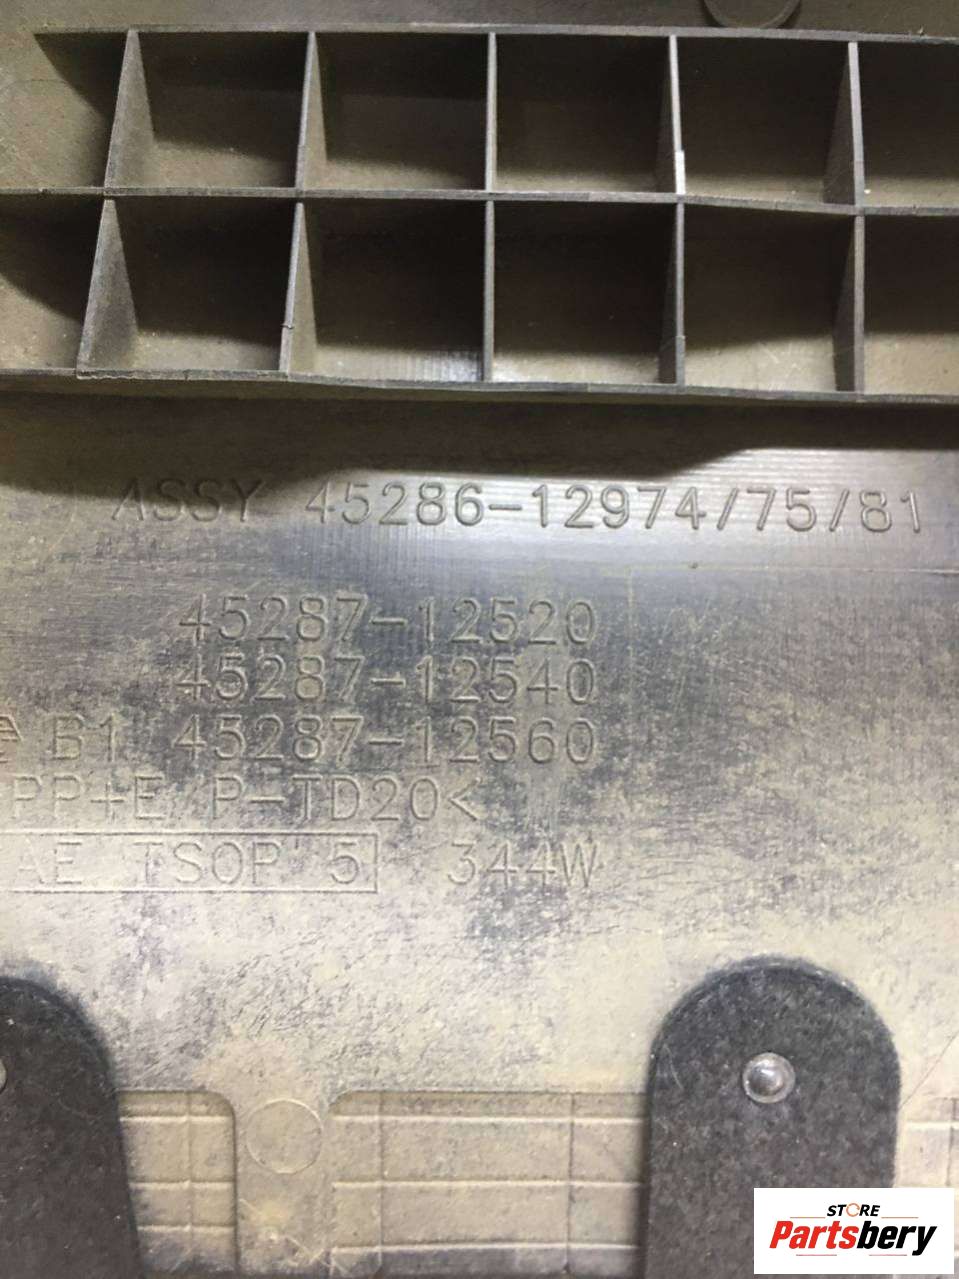 ASSY 45286-12974/75/81
45287-12520
45287-12540
B1 45287-12560
PP+E/P-TD20<
AE TSOP 5 344W
STORE
Partsbery